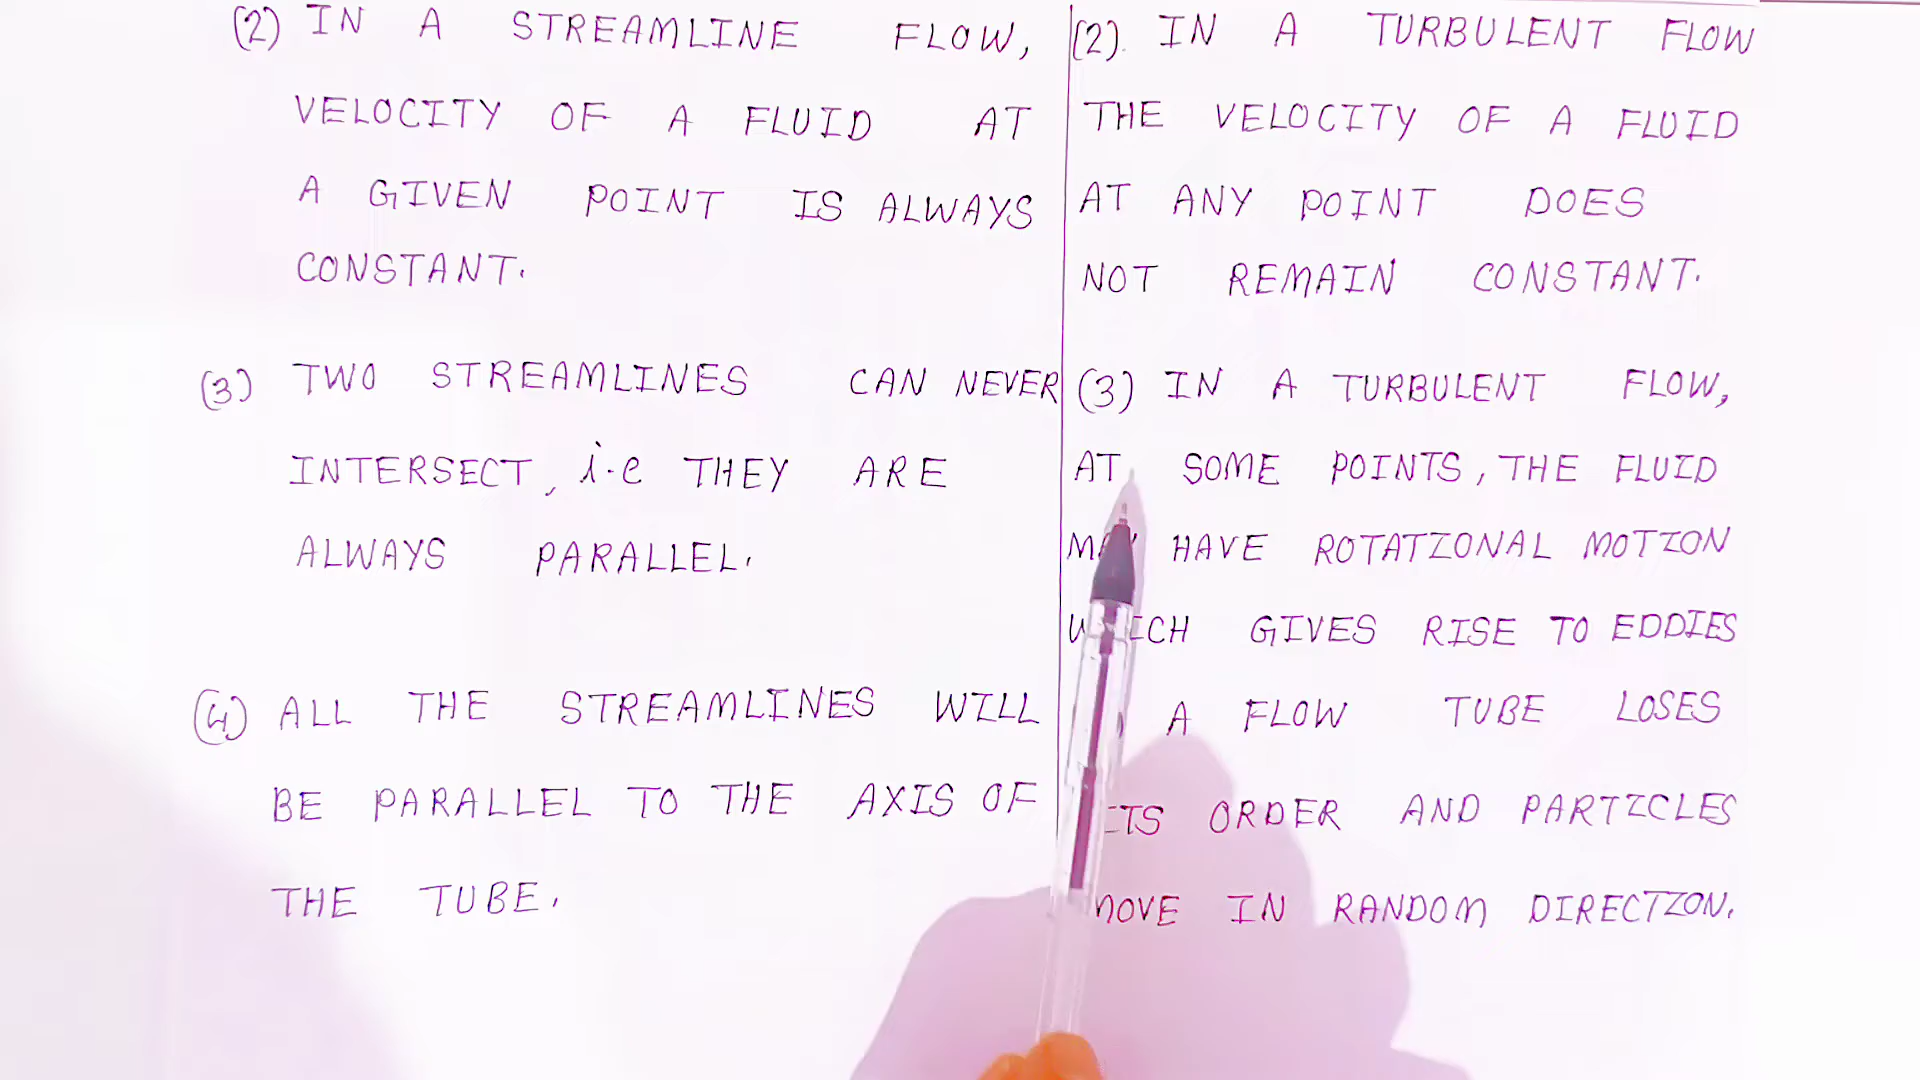 (2) IN A STREAMLINE FLOW,
VELOCITY OF A FLUID AT
A GIVEN POINT IS ALWAYS
CONSTANT.
(3) TWO STREAMLINES CAN NEVER
INTERSECT, i.e THEY ARE
ALWAYS PARALLEL.
(4) ALL THE STREAMLINES WILL
BE PARALLEL TO THE AXIS OF
THE TUBE.
(2). IN A TURBULENT FLOW
THE VELOCITY OF A FLUID
AT ANY POINT DOES
NOT REMAIN CONSTANT.
(3) IN A TURBULENT FLOW,
AT SOME POINTS, THE FLUID
MAY HAVE ROTATIONAL MOTION
WHICH GIVES RISE TO EDDIES
A FLOW TUBE LOSES
ITS ORDER AND PARTICLES
MOVE IN RANDOM DIRECTION.